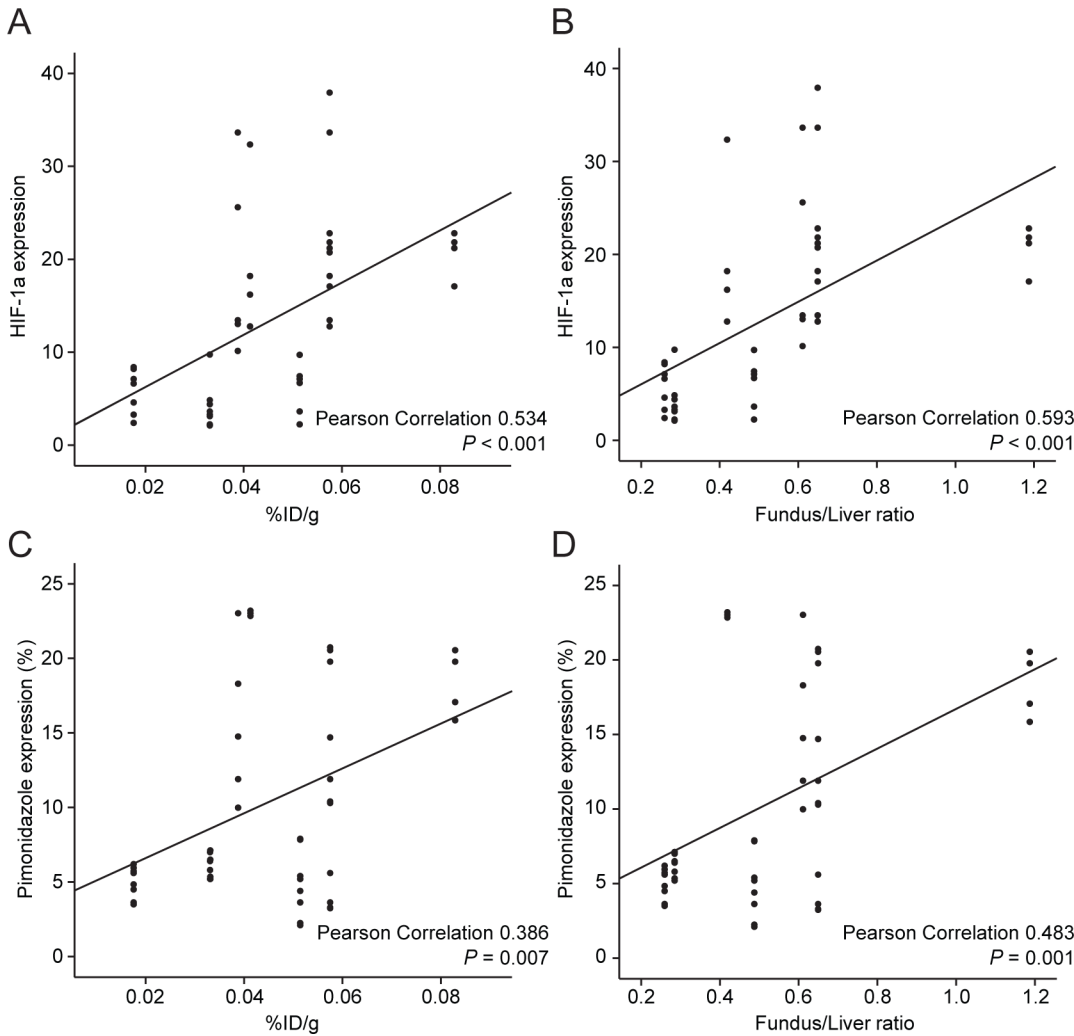 A
40
30
20
10
0
HIF-1a expression
Pearson Correlation 0.534
P < 0.001
0.02 0.04 0.06 0.08
%ID/g
B
40
30
20
10
0
HIF-1a expression
Pearson Correlation 0.593
P < 0.001
0.2 0.4 0.6 0.8 1.0 1.2
Fundus/Liver ratio
C
25
20
15
10
5
0
Pimonidazole expression (%)
Pearson Correlation 0.386
P = 0.007
0.02 0.04 0.06 0.08
%ID/g
D
25
20
15
10
5
0
Pimonidazole expression (%)
Pearson Correlation 0.483
P = 0.001
0.2 0.4 0.6 0.8 1.0 1.2
Fundus/Liver ratio